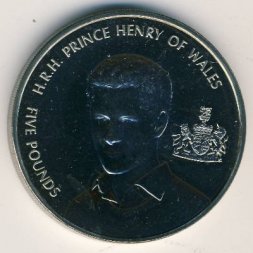 H.R.H. PRINCE HENRY OF WALES
FIVE POUNDS